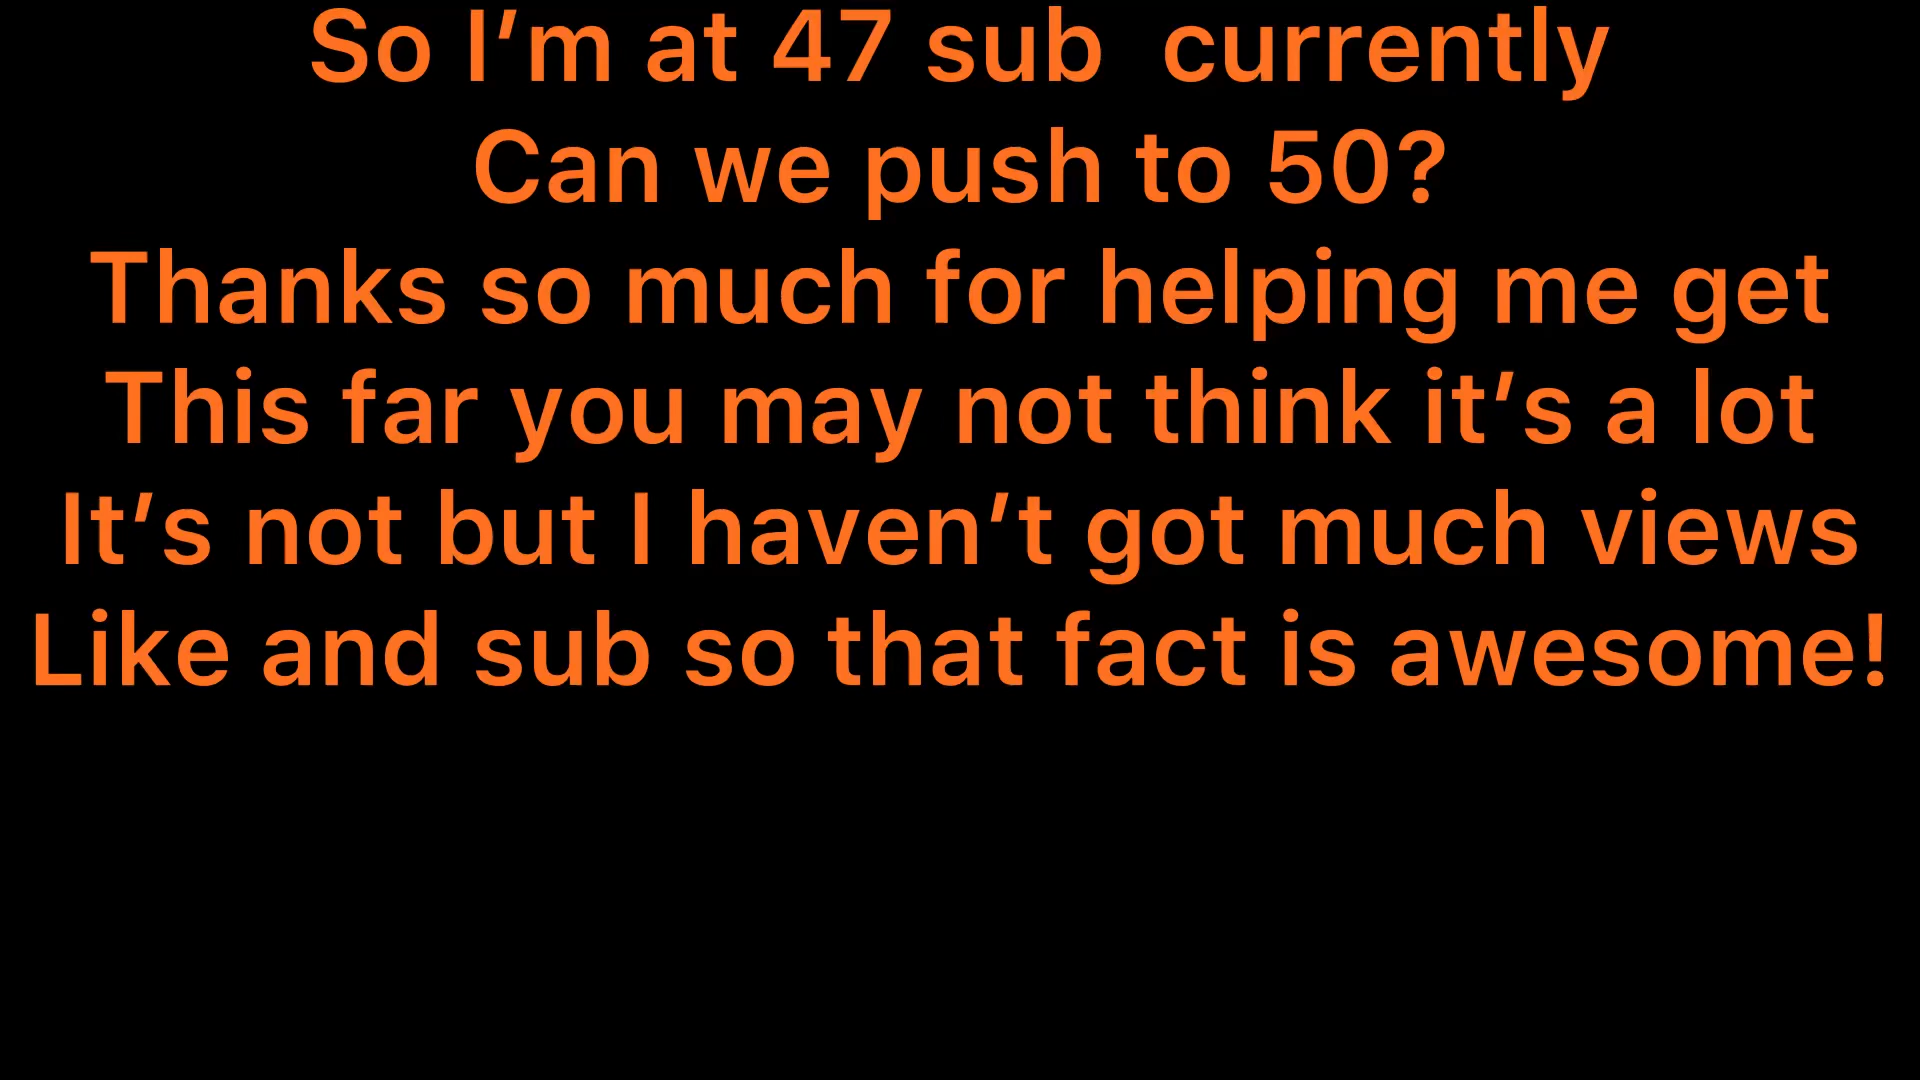 So I’m at 47 sub  currently
Can we push to 50?
Thanks so much for helping me get
This far you may not think it’s a lot
It’s not but I haven’t got much views
Like and sub so that fact is awesome!